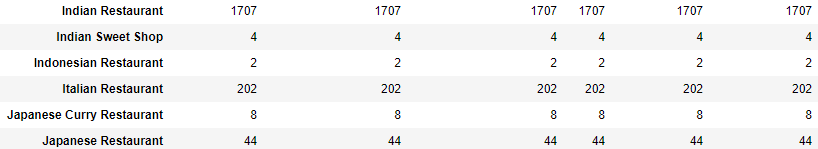 Indian Restaurant 1707 1707 1707 1707 1707 1707
Indian Sweet Shop 4 4 4 4 4 4
Indonesian Restaurant 2 2 2 2 2 2
Italian Restaurant 202 202 202 202 202 202
Japanese Curry Restaurant 8 8 8 8 8 8
Japanese Restaurant 44 44 44 44 44 44